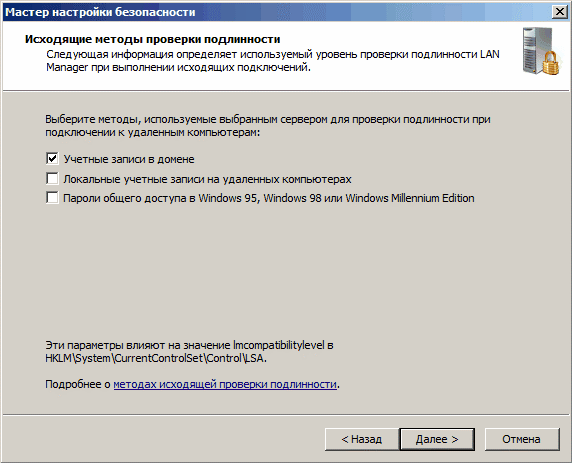 Мастер настройки безопасности
Исходящие методы проверки подлинности
Следующая информация определяет используемый уровень проверки подлинности LAN
Manager при выполнении исходящих подключений.
Выберите методы, используемые выбранным сервером для проверки подлинности при
подключении к удаленным компьютерам:
Учетные записи в домене
Локальные учетные записи на удаленных компьютерах
Пароли общего доступа в Windows 95, Windows 98 или Windows Millennium Edition
Эти параметры влияют на значение lmcompatibilitylevel в
HKLM\System\CurrentControlSet\Control\LSA.
Подробнее о методах исходящей проверки подлинности.
< Назад Далее > Отмена